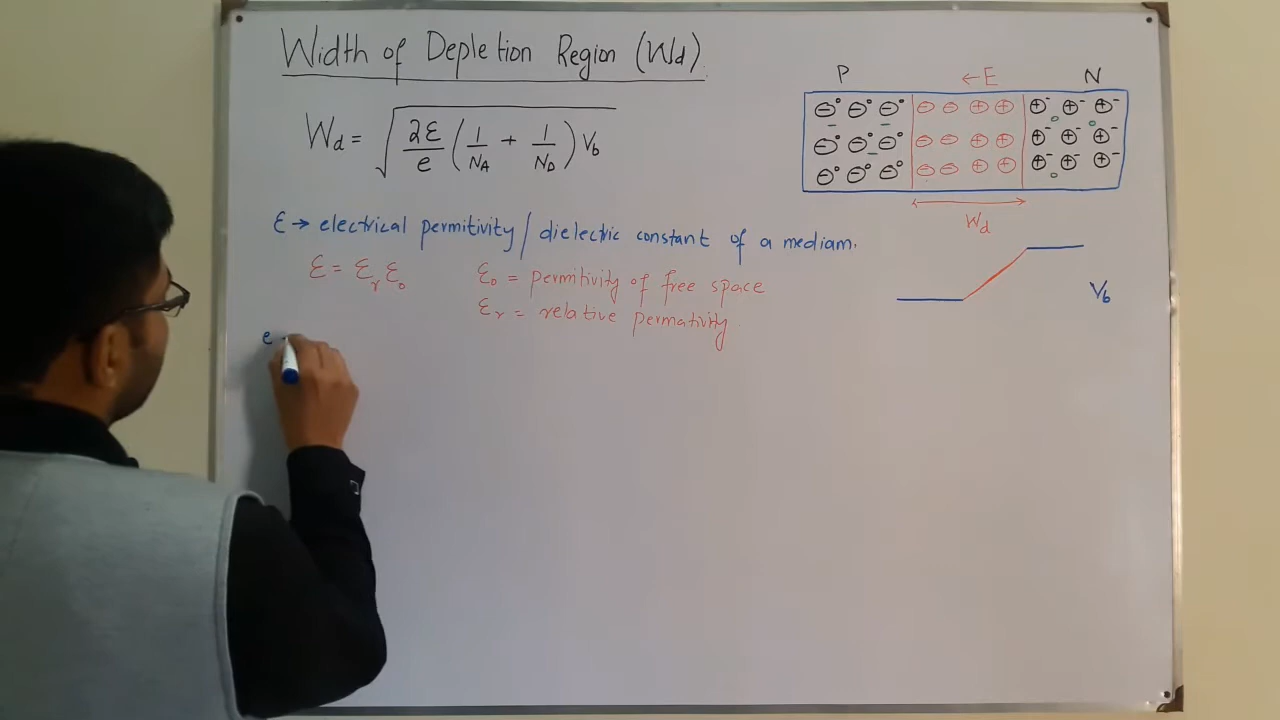 Width of Depletion Region (Wd).
P ←E N
Wd = √(2ε/e (1/NA + 1/ND) Vb)
Wd
ε → electrical permitivity / dielectric constant of a mediam.
ε = εr ε0 ε0 = permitivity of free space
εr = relative permativity
Vb
e -